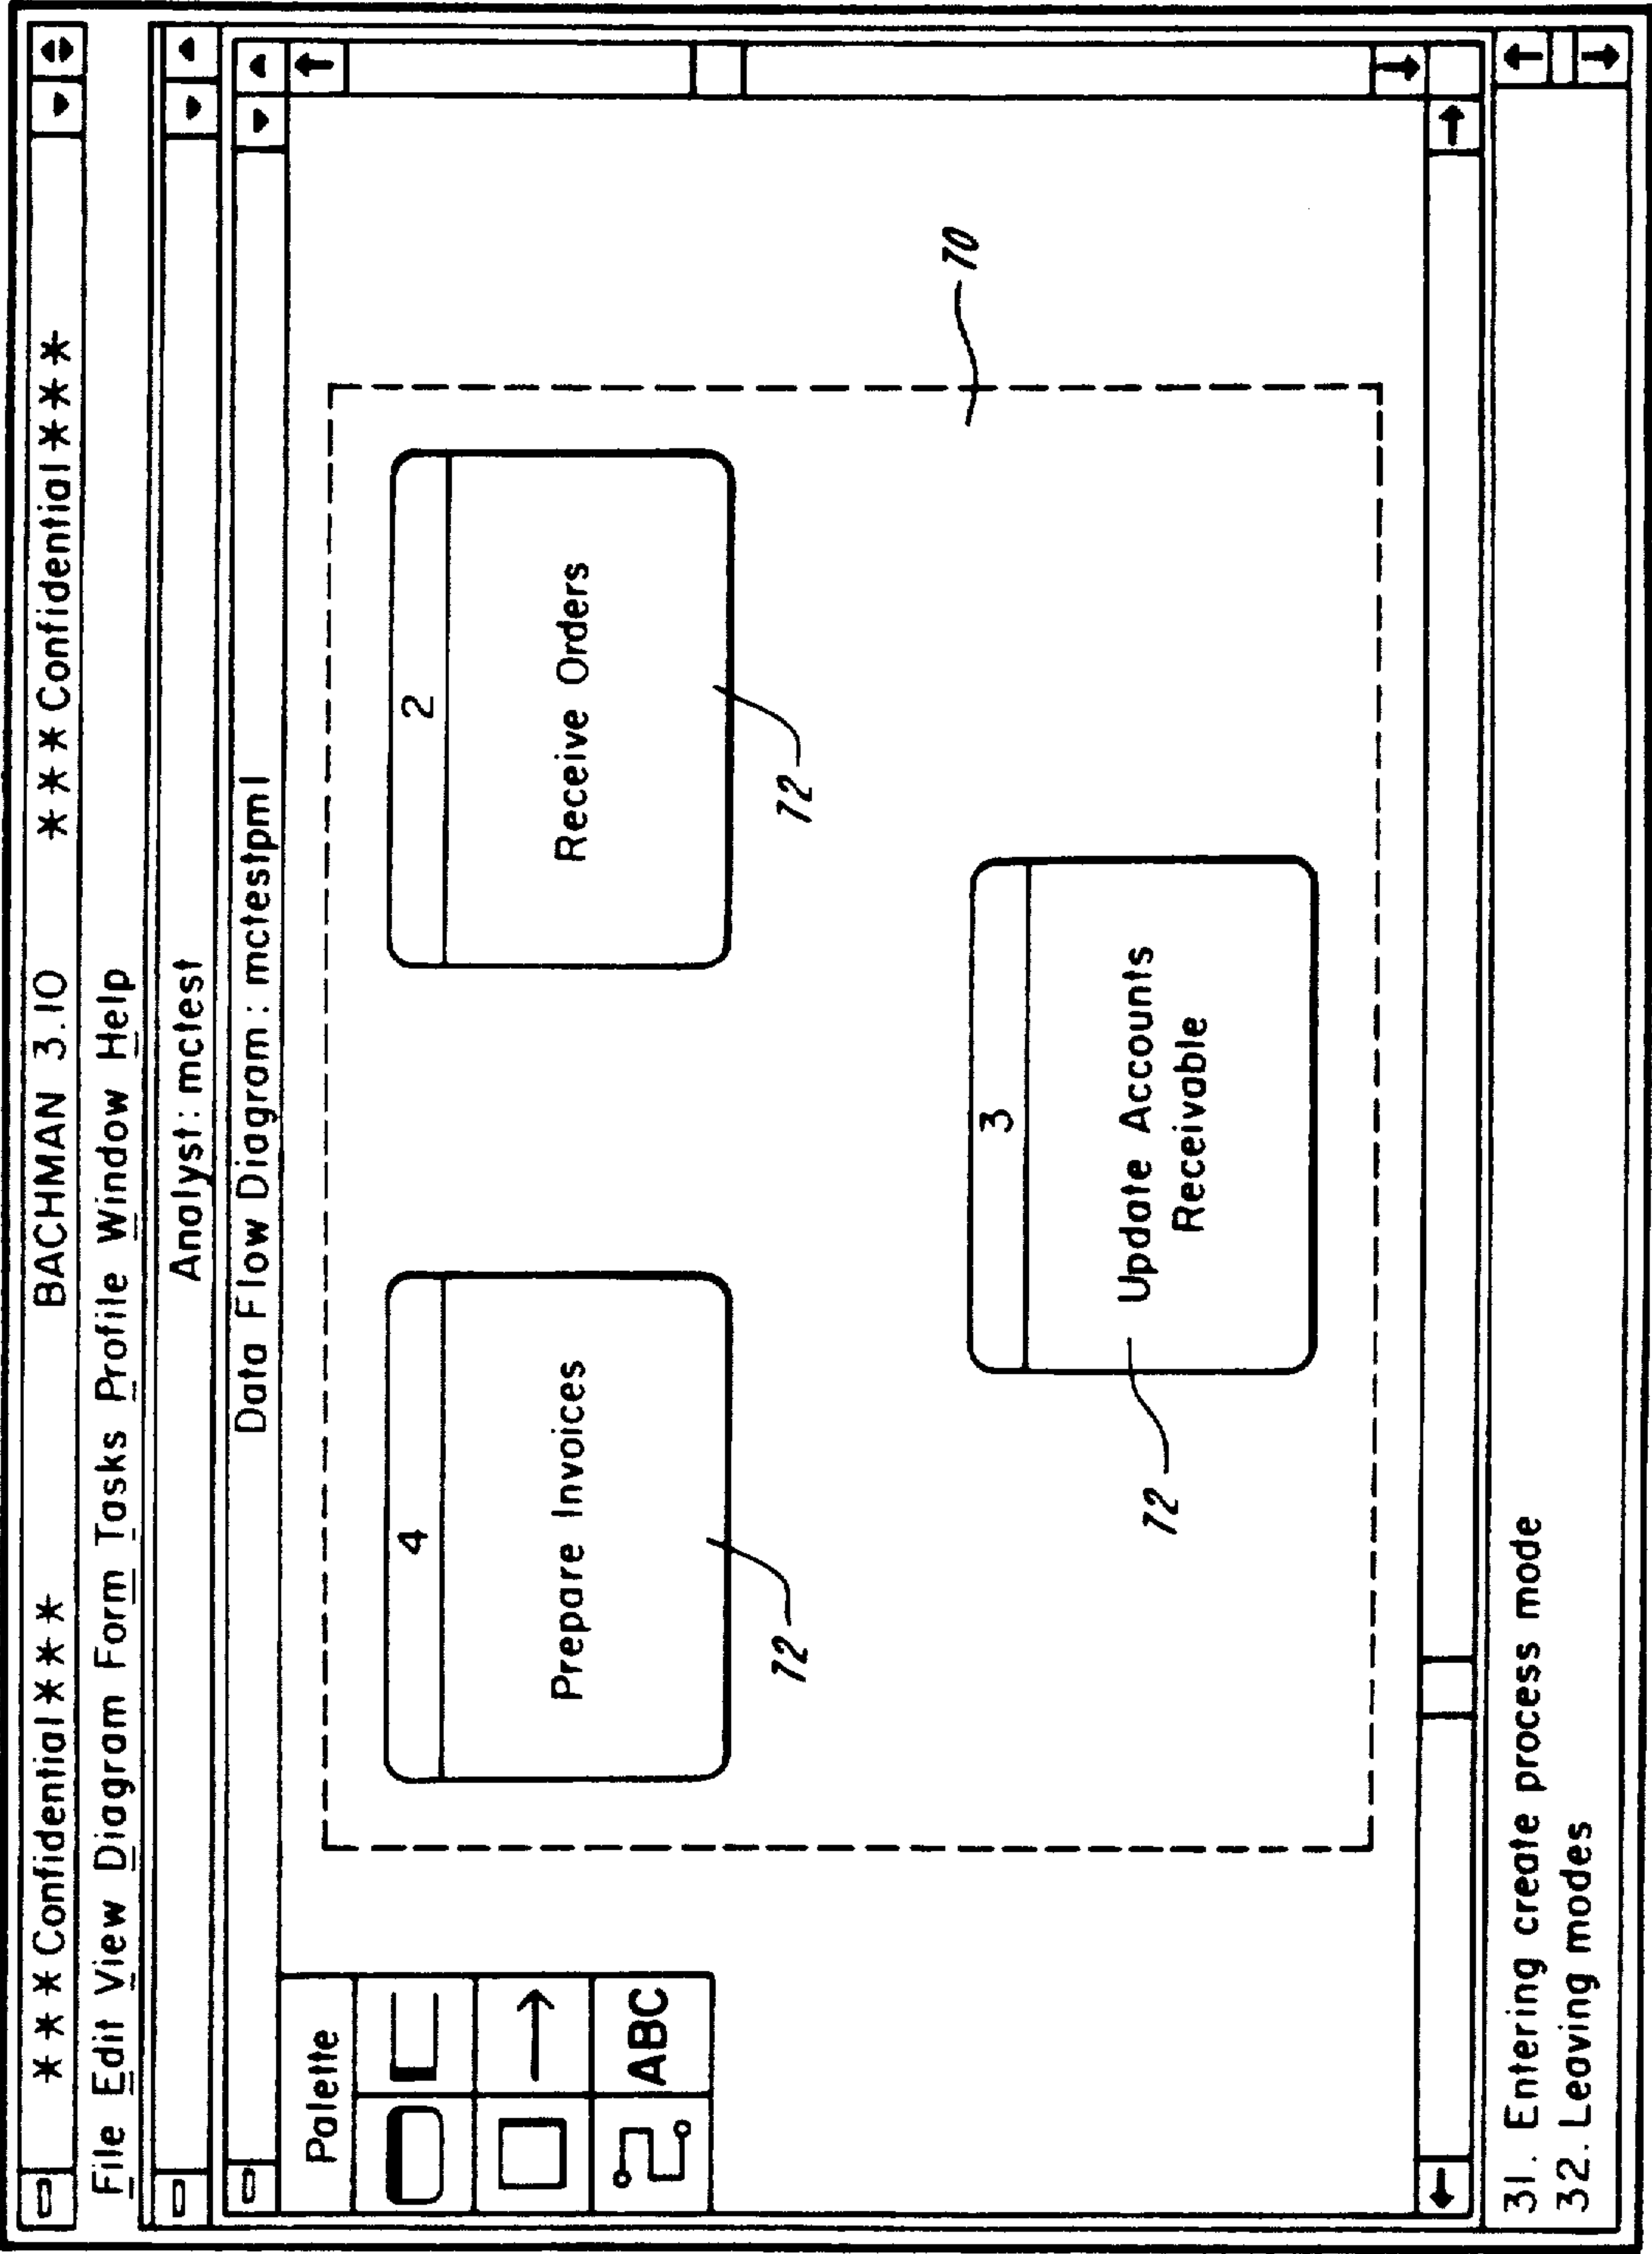 ***Confidential*** BACHMAN 3.10 ***Confidential***
File Edit View Diagram Form Tasks Profile Window Help
Analyst: mctest
Data Flow Diagram: mctestpm1
Palette
ABC
4
Prepare Invoices
72
2
Receive Orders
72
70
3
Update Accounts
Receivable
72
31. Entering create process mode
32. Leaving modes